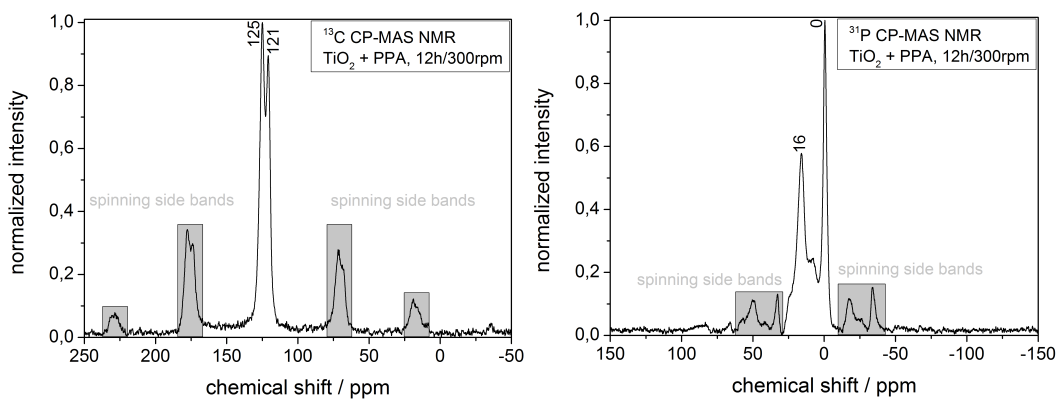 ¹³C CP-MAS NMR
TiO₂ + PPA, 12h/300rpm
125
121
spinning side bands
spinning side bands
normalized intensity
1,0
0,8
0,6
0,4
0,2
0,0
250 200 150 100 50 0 -50
chemical shift / ppm
³¹P CP-MAS NMR
TiO₂ + PPA, 12h/300rpm
0
16
spinning side bands
spinning side bands
normalized intensity
1,0
0,8
0,6
0,4
0,2
0,0
150 100 50 0 -50 -100 -150
chemical shift / ppm